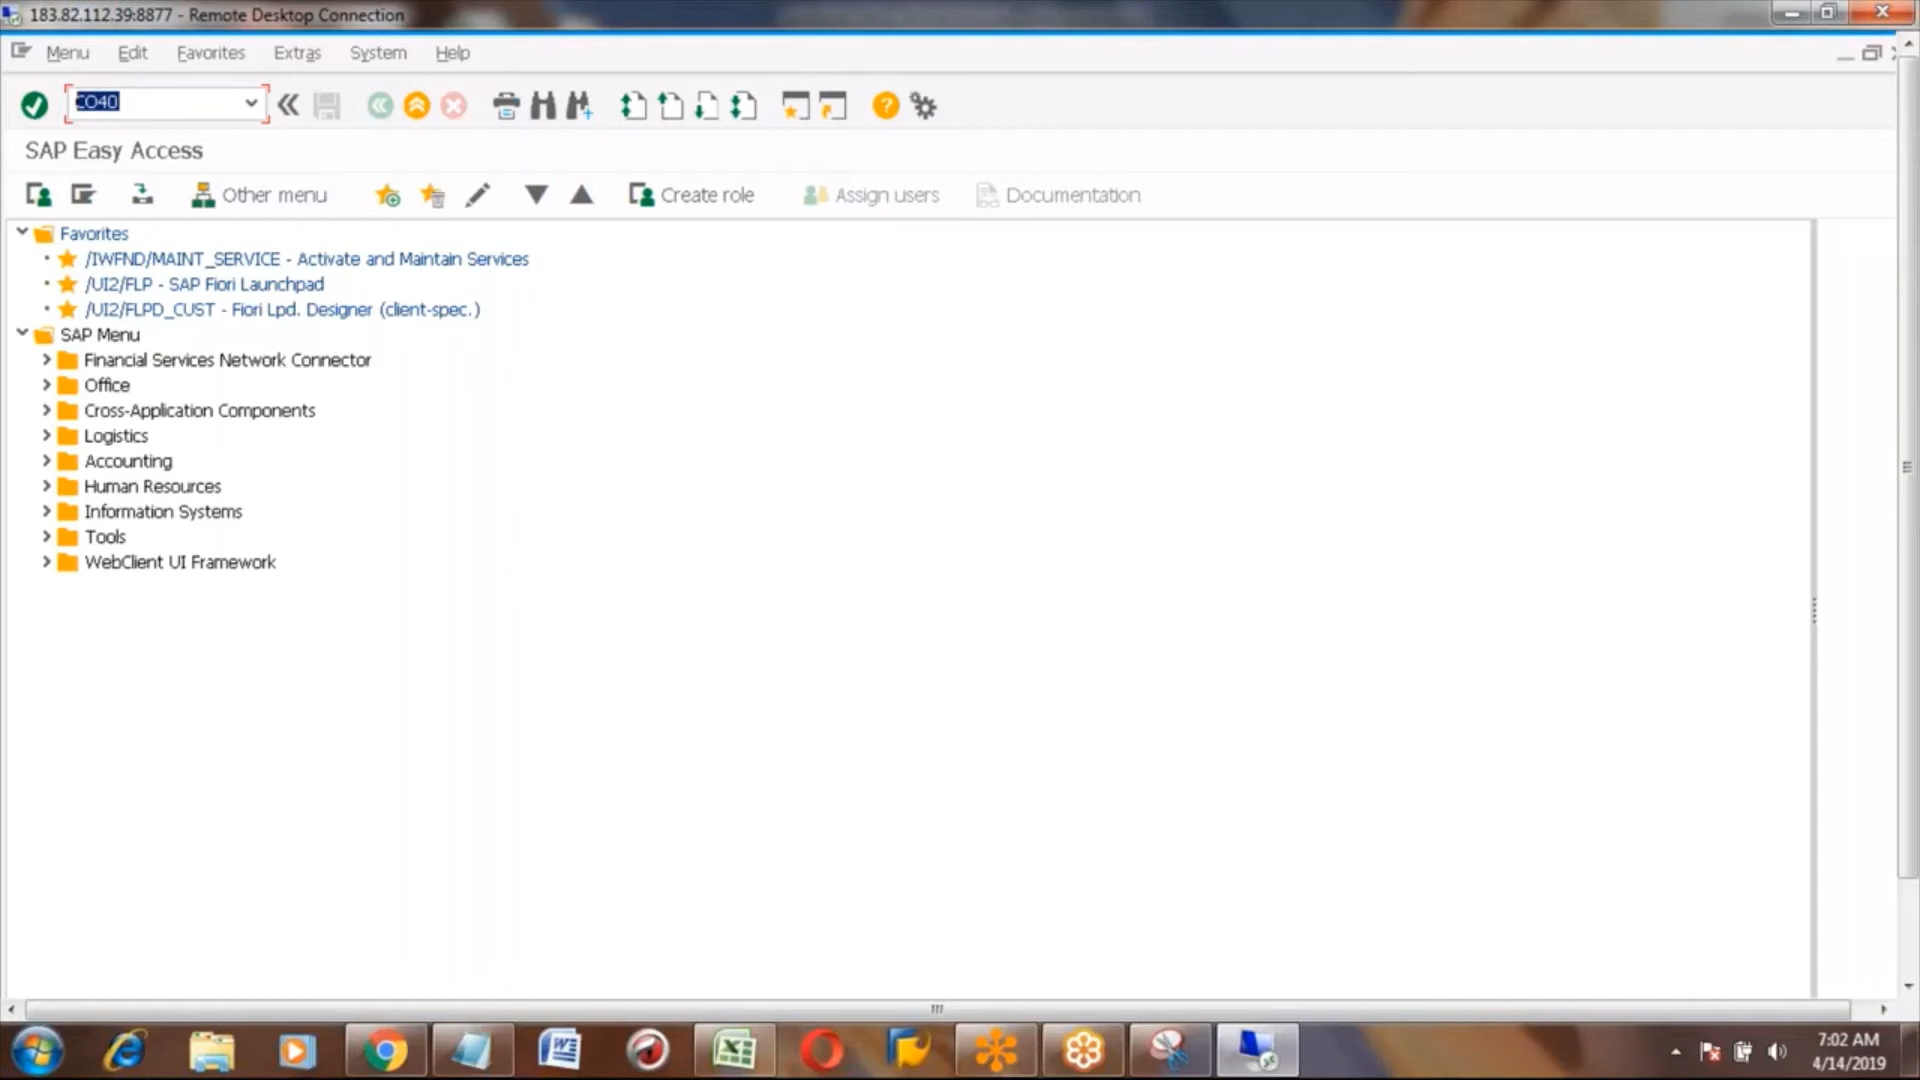 183.82.112.39:8877 - Remote Desktop Connection
Menu Edit Favorites Extras System Help
CO40
SAP Easy Access
Other menu Create role Assign users Documentation
Favorites
/IWFND/MAINT_SERVICE - Activate and Maintain Services
/UI2/FLP - SAP Fiori Launchpad
/UI2/FLPD_CUST - Fiori Lpd. Designer (client-spec.)
SAP Menu
Financial Services Network Connector
Office
Cross-Application Components
Logistics
Accounting
Human Resources
Information Systems
Tools
WebClient UI Framework
7:02 AM
4/14/2019